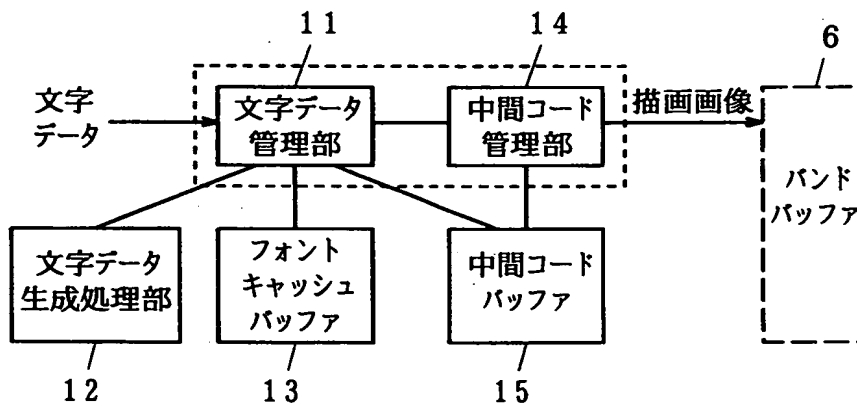 11
14
6
文字
データ
文字データ
管理部
中間コード
管理部
描画画像
バンド
バッファ
文字データ
生成処理部
フォント
キャッシュ
バッファ
中間コード
バッファ
12
13
15